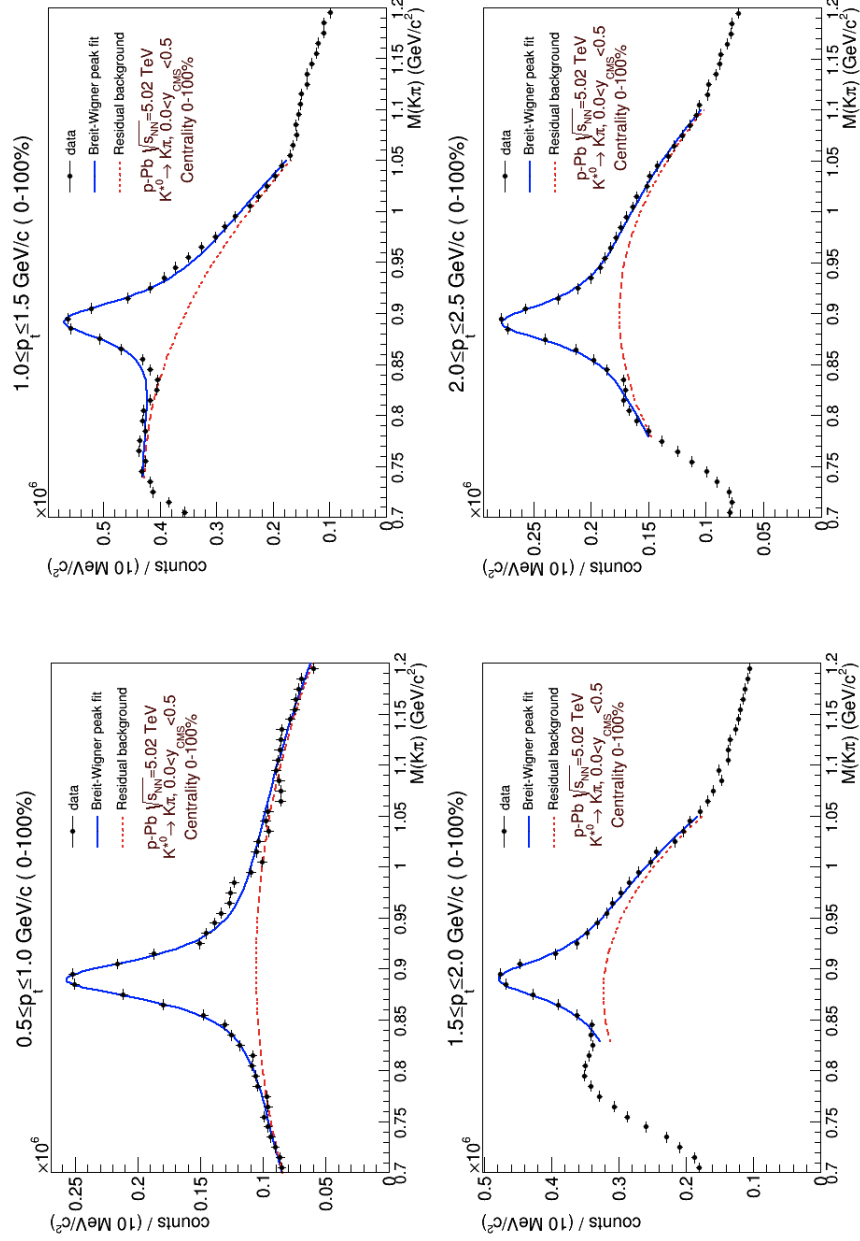 0.5≤p_t≤1.0 GeV/c ( 0-100%)
×10^6
counts / (10 MeV/c^2)
0.25
0.2
0.15
0.1
0.05
data
Breit-Wigner peak fit
Residual background
p-Pb √s_NN=5.02 TeV
K^*0→ Kπ, 0.0<y_CMS<0.5
Centrality 0-100%
0.7 0.75 0.8 0.85 0.9 0.95 1 1.05 1.1 1.15 1.2
M(Kπ) (GeV/c^2)
1.0≤p_t≤1.5 GeV/c ( 0-100%)
×10^6
counts / (10 MeV/c^2)
0.5
0.4
0.3
0.2
0.1
0
data
Breit-Wigner peak fit
Residual background
p-Pb √s_NN=5.02 TeV
K^*0→ Kπ, 0.0<y_CMS<0.5
Centrality 0-100%
0.7 0.75 0.8 0.85 0.9 0.95 1 1.05 1.1 1.15 1.2
M(Kπ) (GeV/c^2)
1.5≤p_t≤2.0 GeV/c ( 0-100%)
×10^6
counts / (10 MeV/c^2)
0.5
0.4
0.3
0.2
0.1
0
data
Breit-Wigner peak fit
Residual background
p-Pb √s_NN=5.02 TeV
K^*0→ Kπ, 0.0<y_CMS<0.5
Centrality 0-100%
0.7 0.75 0.8 0.85 0.9 0.95 1 1.05 1.1 1.15 1.2
M(Kπ) (GeV/c^2)
2.0≤p_t≤2.5 GeV/c ( 0-100%)
×10^6
counts / (10 MeV/c^2)
0.25
0.2
0.15
0.1
0.05
0
data
Breit-Wigner peak fit
Residual background
p-Pb √s_NN=5.02 TeV
K^*0→ Kπ, 0.0<y_CMS<0.5
Centrality 0-100%
0.7 0.75 0.8 0.85 0.9 0.95 1 1.05 1.1 1.15 1.2
M(Kπ) (GeV/c^2)